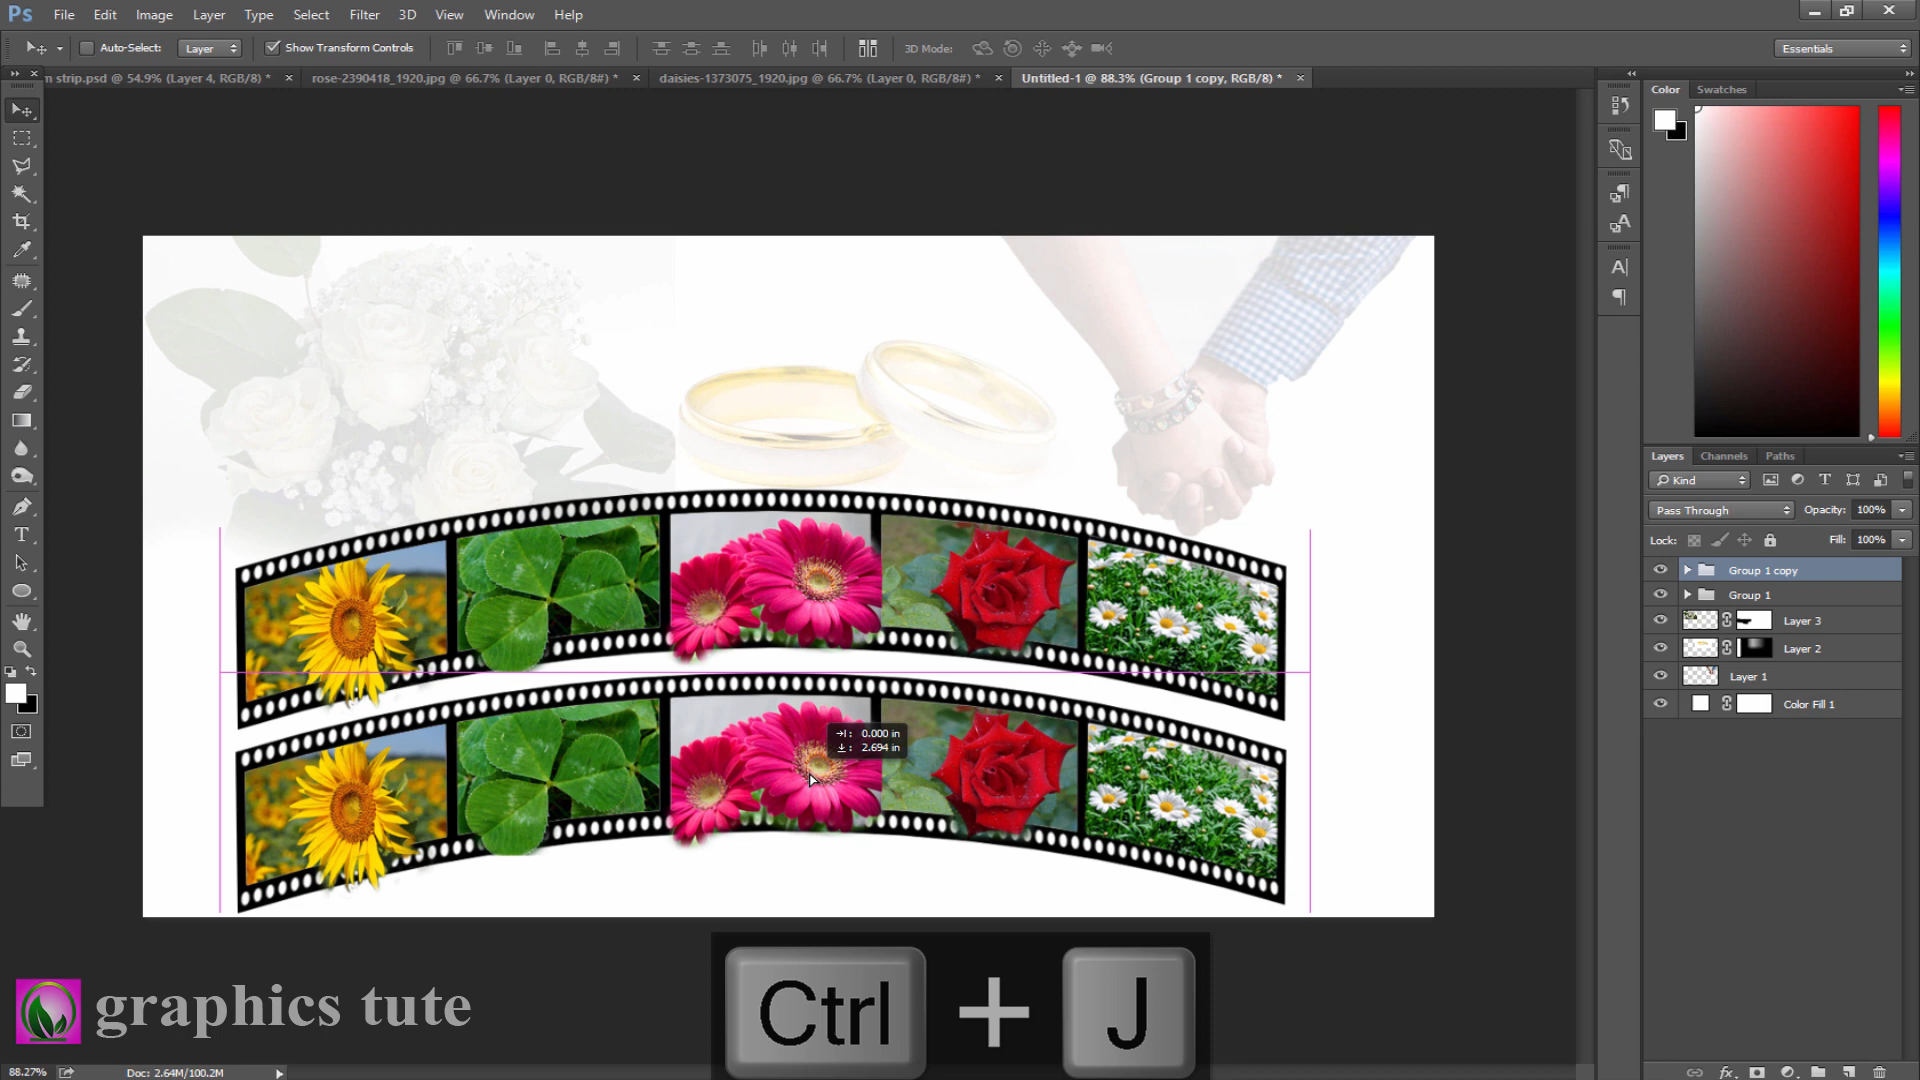 Ps File Edit Image Layer Type Select Filter 3D View Window Help
Auto-Select: Layer Show Transform Controls 3D Mode: Essentials
m strip.psd @ 54.9% (Layer 4, RGB/8) * rose-2390418_1920.jpg @ 66.7% (Layer 0, RGB/8#) * daisies-1373075_1920.jpg @ 66.7% (Layer 0, RGB/8#) * Untitled-1 @ 88.3% (Group 1 copy, RGB/8) *
Color Swatches
Layers Channels Paths
Kind
Pass Through Opacity: 100%
Lock: Fill: 100%
Group 1 copy
Group 1
Layer 3
Layer 2
Layer 1
Color Fill 1
0.000 in
2.694 in
Ctrl + J
graphics tute
88.27% Doc: 2.64M/100.2M